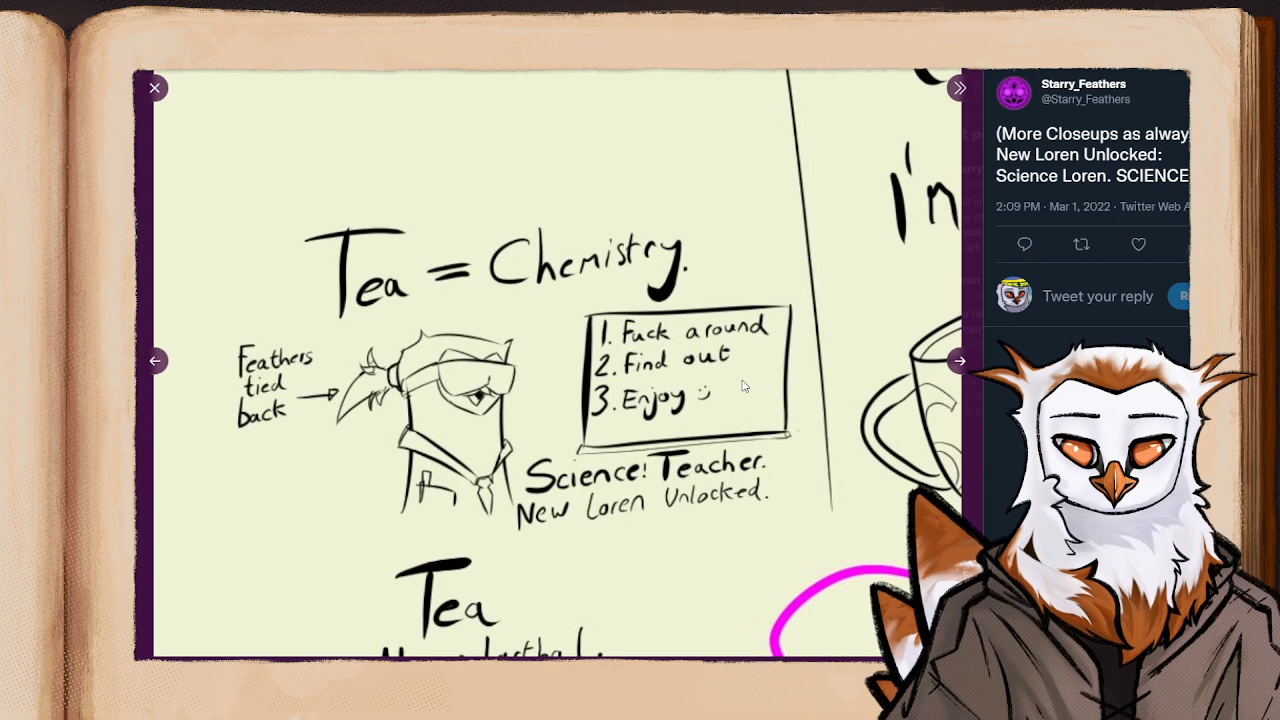 Tea = Chemistry.
Feathers
tied
back
1. Fuck around
2. Find out
3. Enjoy :)
Science! Teacher.
New Loren Unlocked.
Tea
I'm
Starry_Feathers
@Starry_Feathers
(More Closeups as alway
New Loren Unlocked:
Science Loren. SCIENCE
2:09 PM · Mar 1, 2022 · Twitter Web A
Tweet your reply